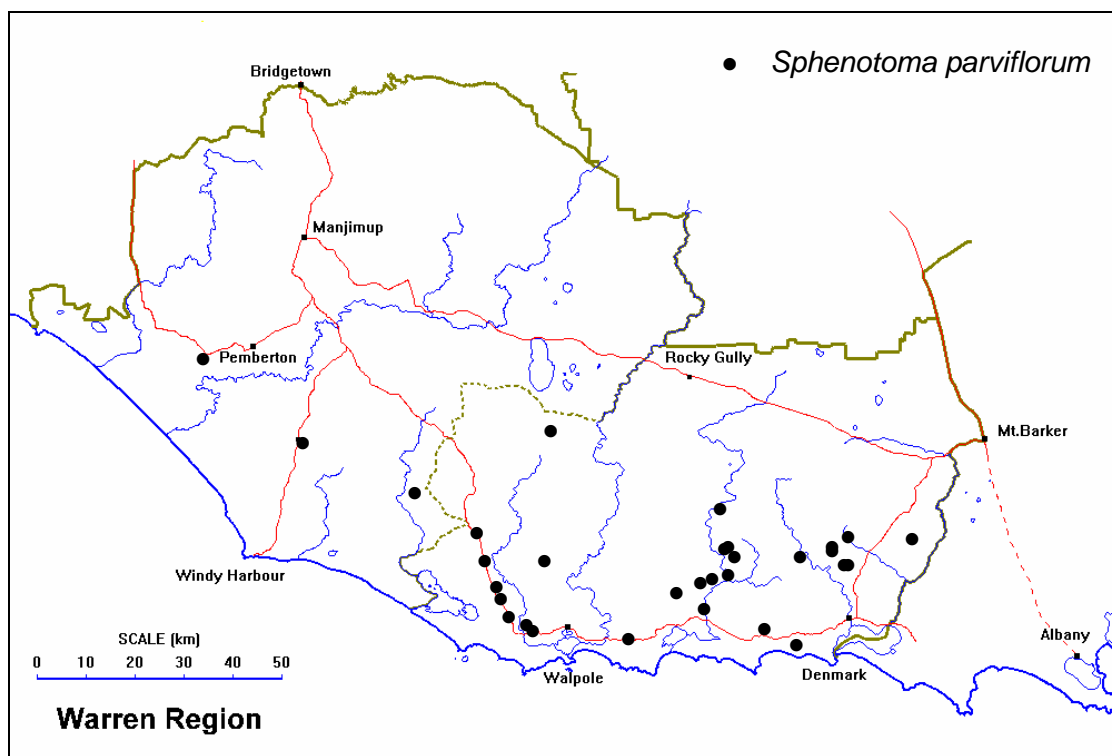 Sphenotoma parviflorum
Bridgetown
Manjimup
Pemberton
Rocky Gully
Mt.Barker
Windy Harbour
SCALE (km)
0 10 20 30 40 50
Walpole
Denmark
Albany
Warren Region